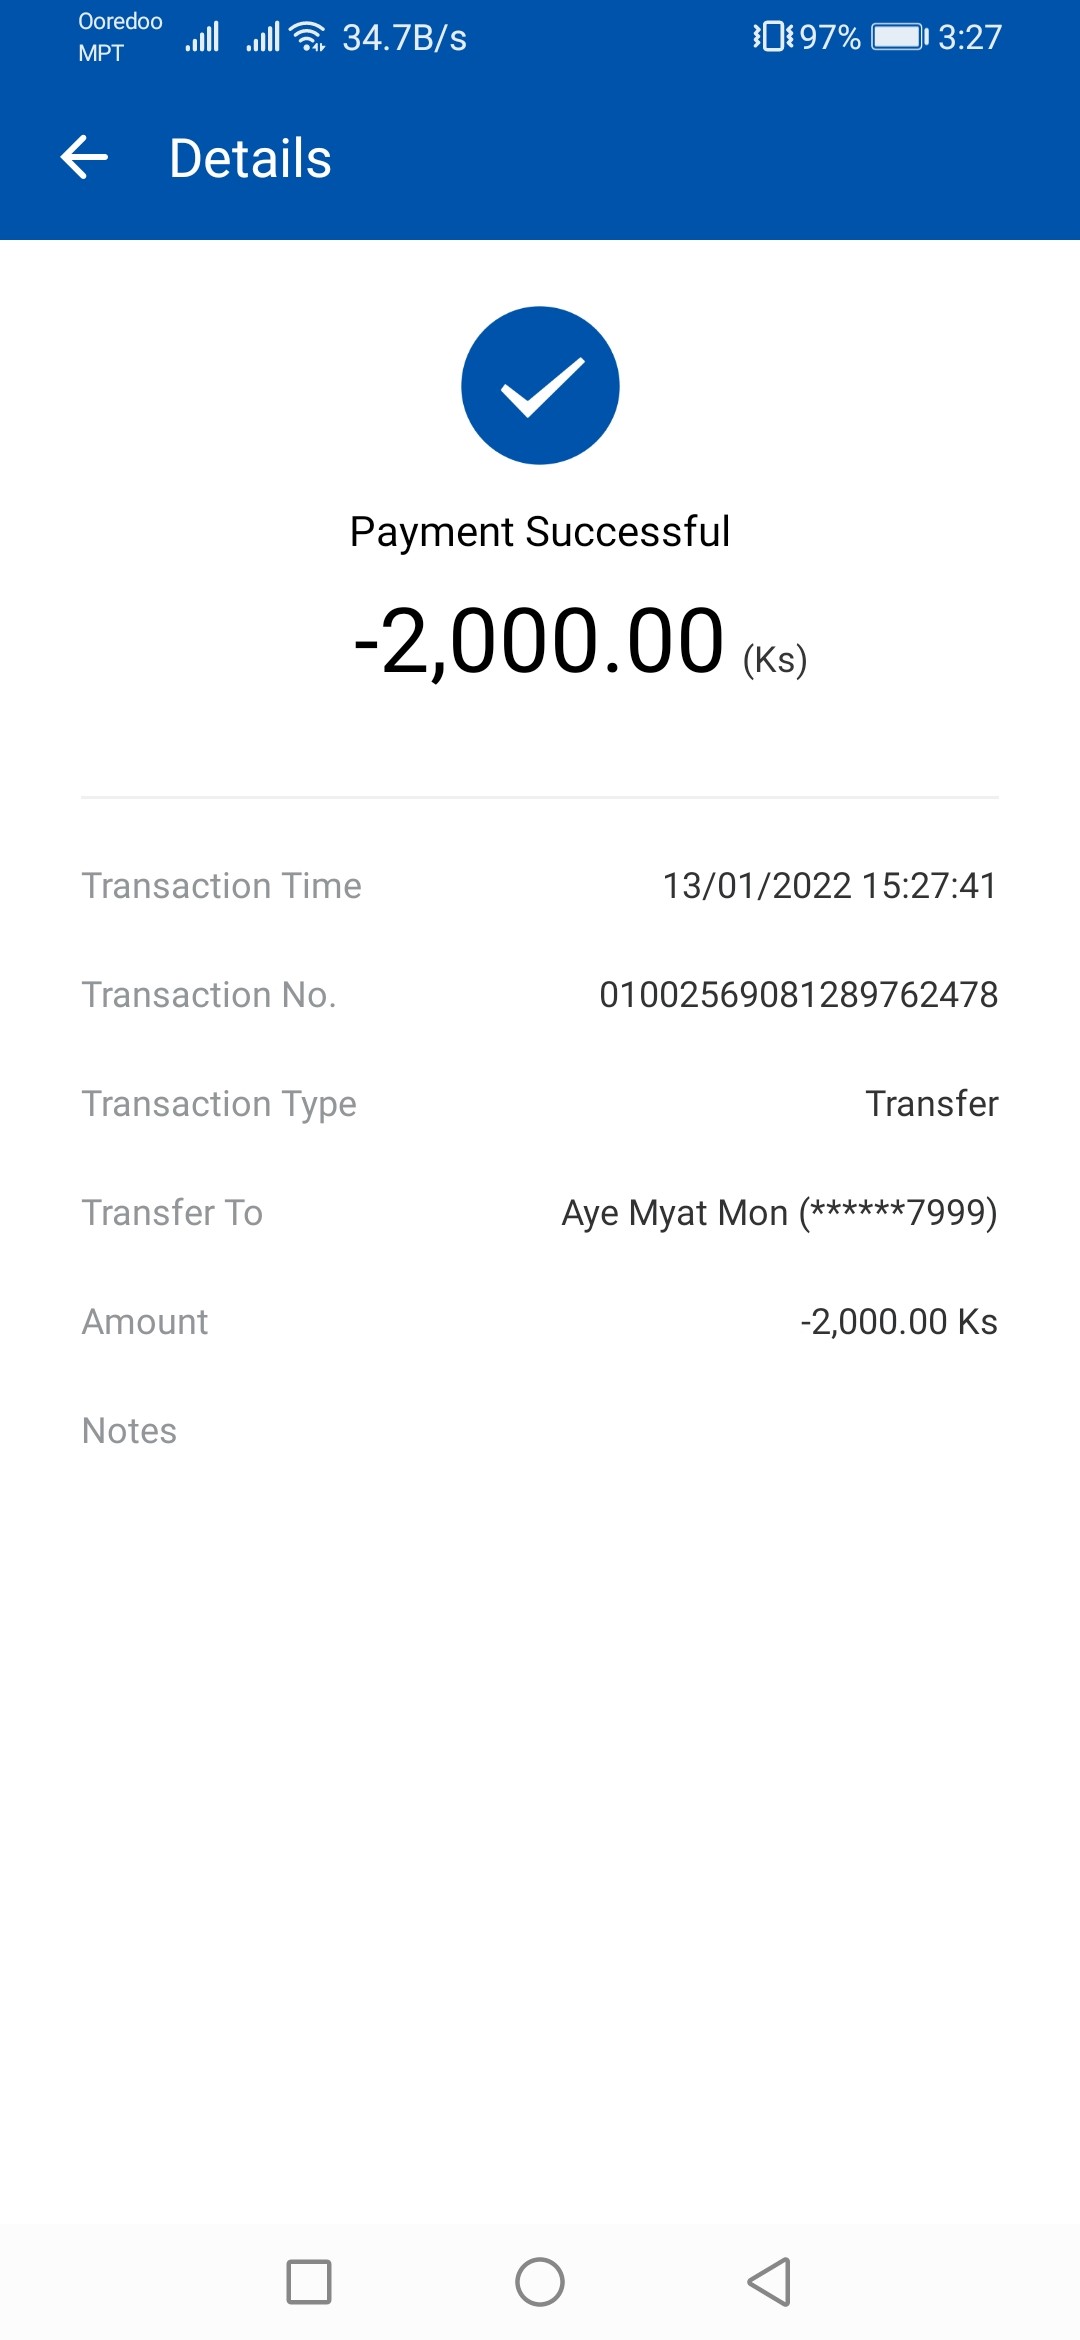 Ooredoo
MPT
34.7B/s
97%
3:27
Details
Payment Successful
-2,000.00 (Ks)
Transaction Time 13/01/2022 15:27:41
Transaction No. 01002569081289762478
Transaction Type Transfer
Transfer To Aye Myat Mon (******7999)
Amount -2,000.00 Ks
Notes